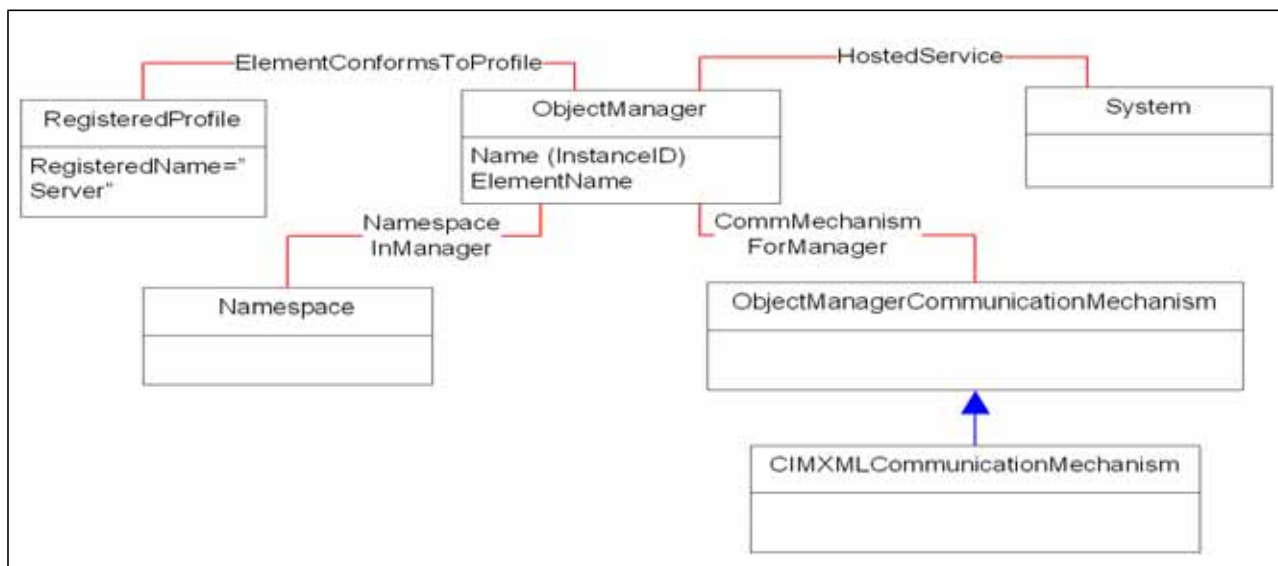 ElementConformsToProfile
HostedService
RegisteredProfile
RegisteredName="
Server"
ObjectManager
Name (InstanceID)
ElementName
System
Namespace
InManager
CommMechanism
ForManager
Namespace
ObjectManagerCommunicationMechanism
CIMXMLCommunicationMechanism